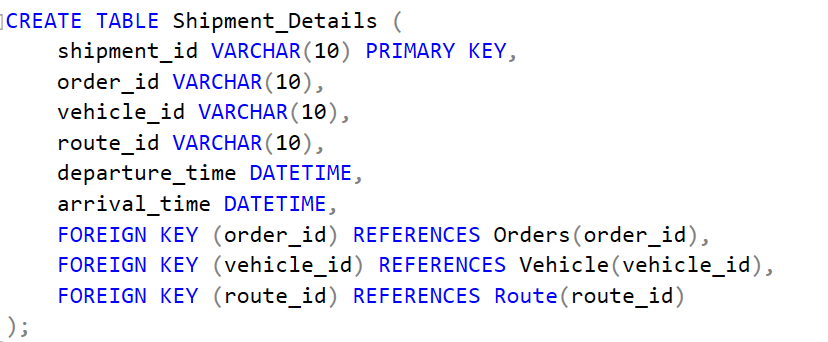 CREATE TABLE Shipment_Details (
    shipment_id VARCHAR(10) PRIMARY KEY,
    order_id VARCHAR(10),
    vehicle_id VARCHAR(10),
    route_id VARCHAR(10),
    departure_time DATETIME,
    arrival_time DATETIME,
    FOREIGN KEY (order_id) REFERENCES Orders(order_id),
    FOREIGN KEY (vehicle_id) REFERENCES Vehicle(vehicle_id),
    FOREIGN KEY (route_id) REFERENCES Route(route_id)
);